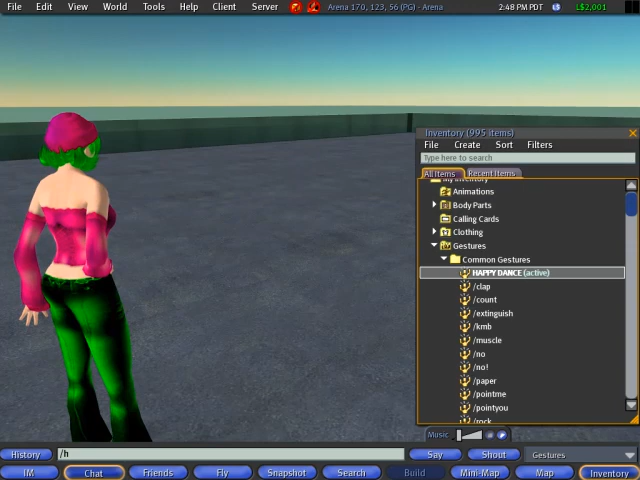 File Edit View World Tools Help Client Server Arena 170, 123, 56 (PG) - Arena 2:48 PM PDT L$ L$2,001
Inventory (995 items)
File Create Sort Filters
Type here to search
All Items Recent Items
My Inventory
Animations
Body Parts
Calling Cards
Clothing
Gestures
Common Gestures
HAPPY DANCE (active)
/clap
/count
/extinguish
/kmb
/muscle
/no
/no!
/paper
/pointme
/pointyou
/rock
Music
History /h Say Shout Gestures
IM Chat Friends Fly Snapshot Search Build Mini-Map Map Inventory